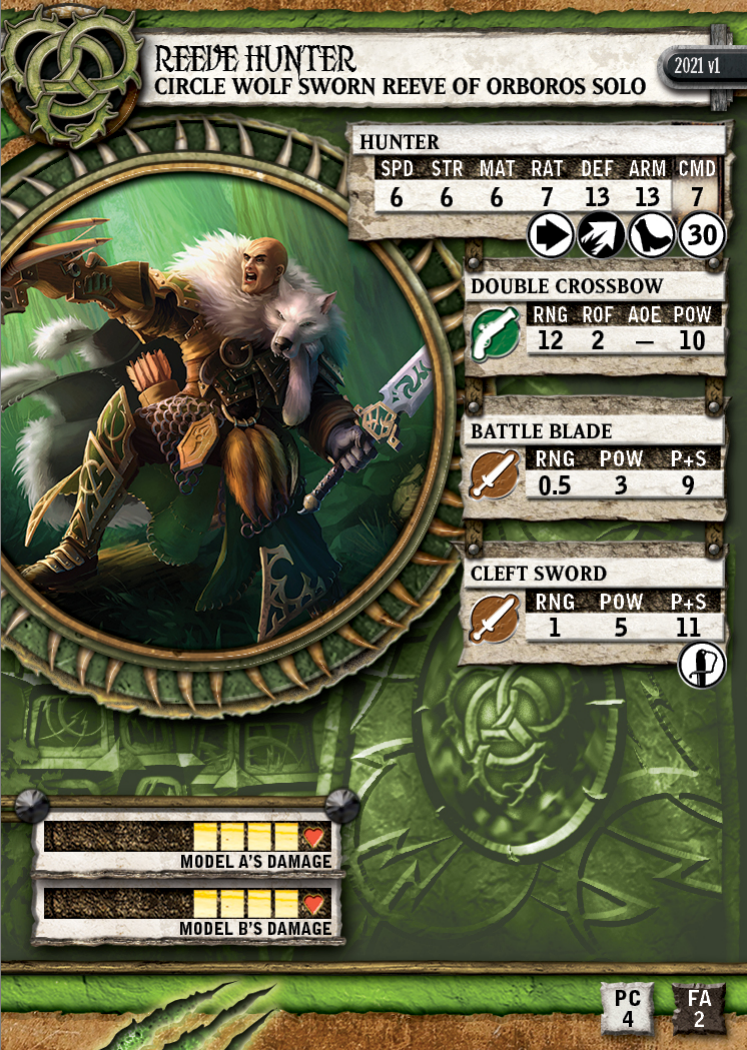 REEVE HUNTER
CIRCLE WOLF SWORN REEVE OF ORBOROS SOLO
2021 v1
HUNTER
SPD STR MAT RAT DEF ARM CMD
6 6 6 7 13 13 7
30
DOUBLE CROSSBOW
RNG ROF AOE POW
12 2 — 10
BATTLE BLADE
RNG POW P+S
0.5 3 9
CLEFT SWORD
RNG POW P+S
1 5 11
MODEL A'S DAMAGE
MODEL B'S DAMAGE
PC FA
4 2